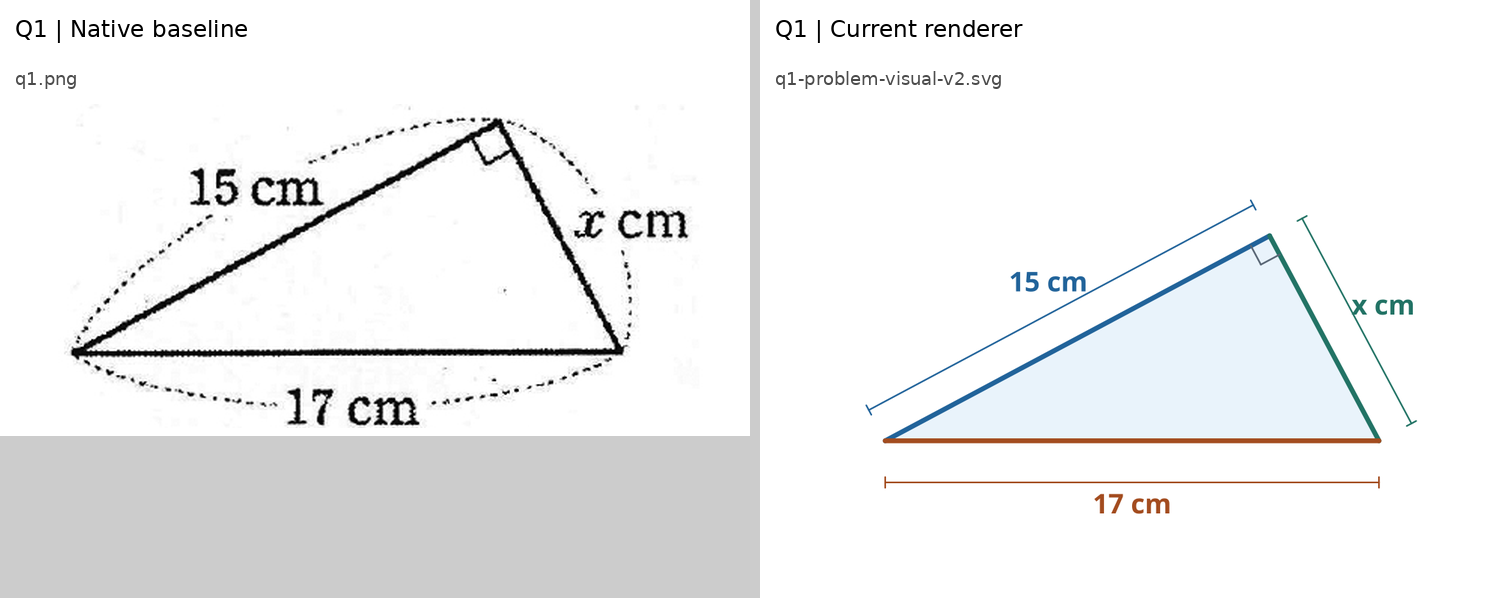 Q1 | Native baseline
q1.png
15 cm
x cm
17 cm
Q1 | Current renderer
q1-problem-visual-v2.svg
15 cm
x cm
17 cm